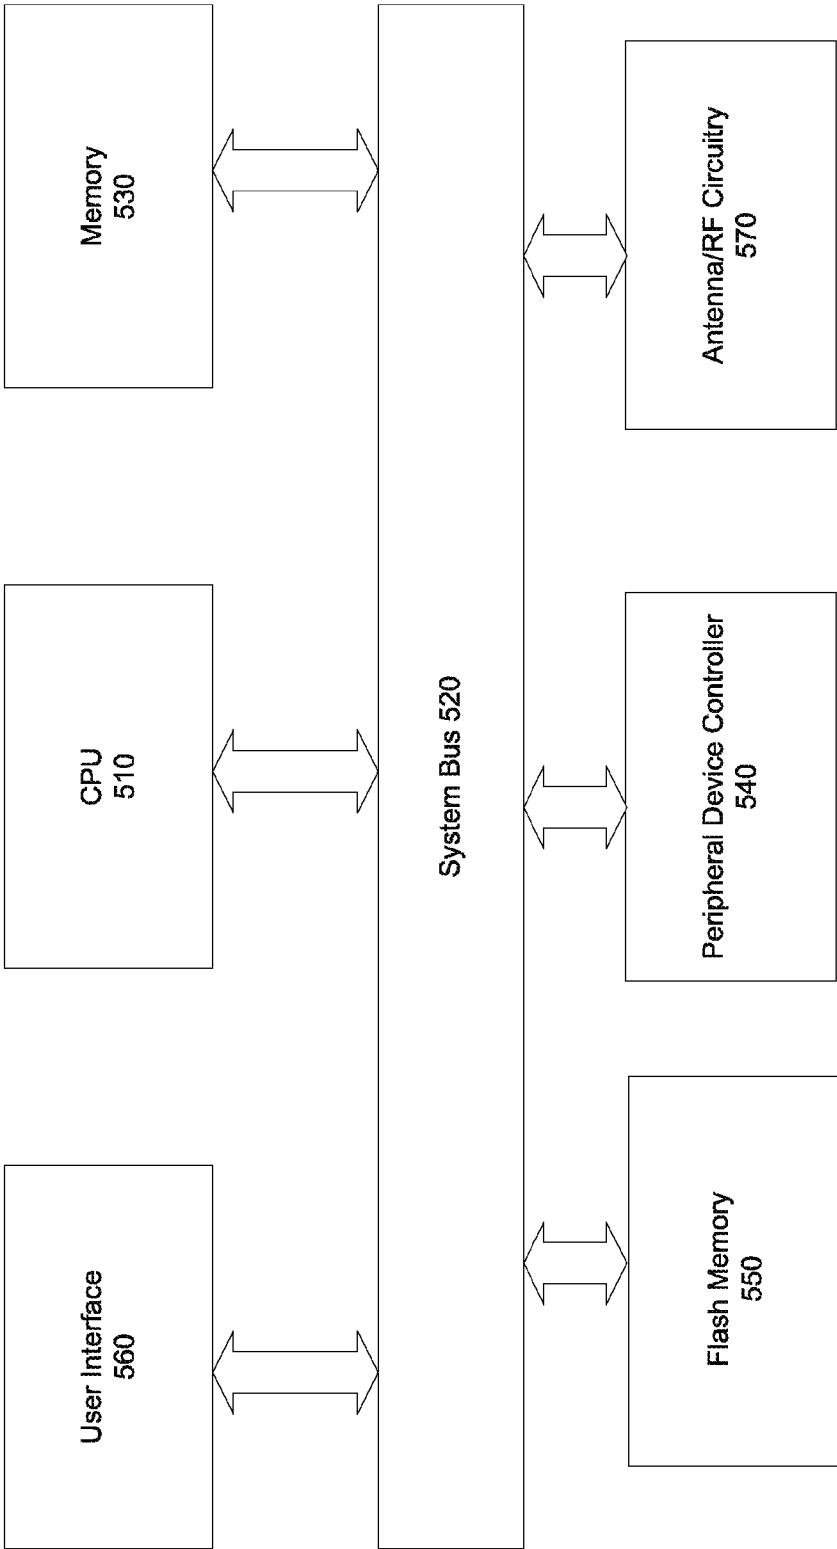 User Interface
560
CPU
510
Memory
530
System Bus 520
Flash Memory
550
Peripheral Device Controller
540
Antenna/RF Circuitry
570